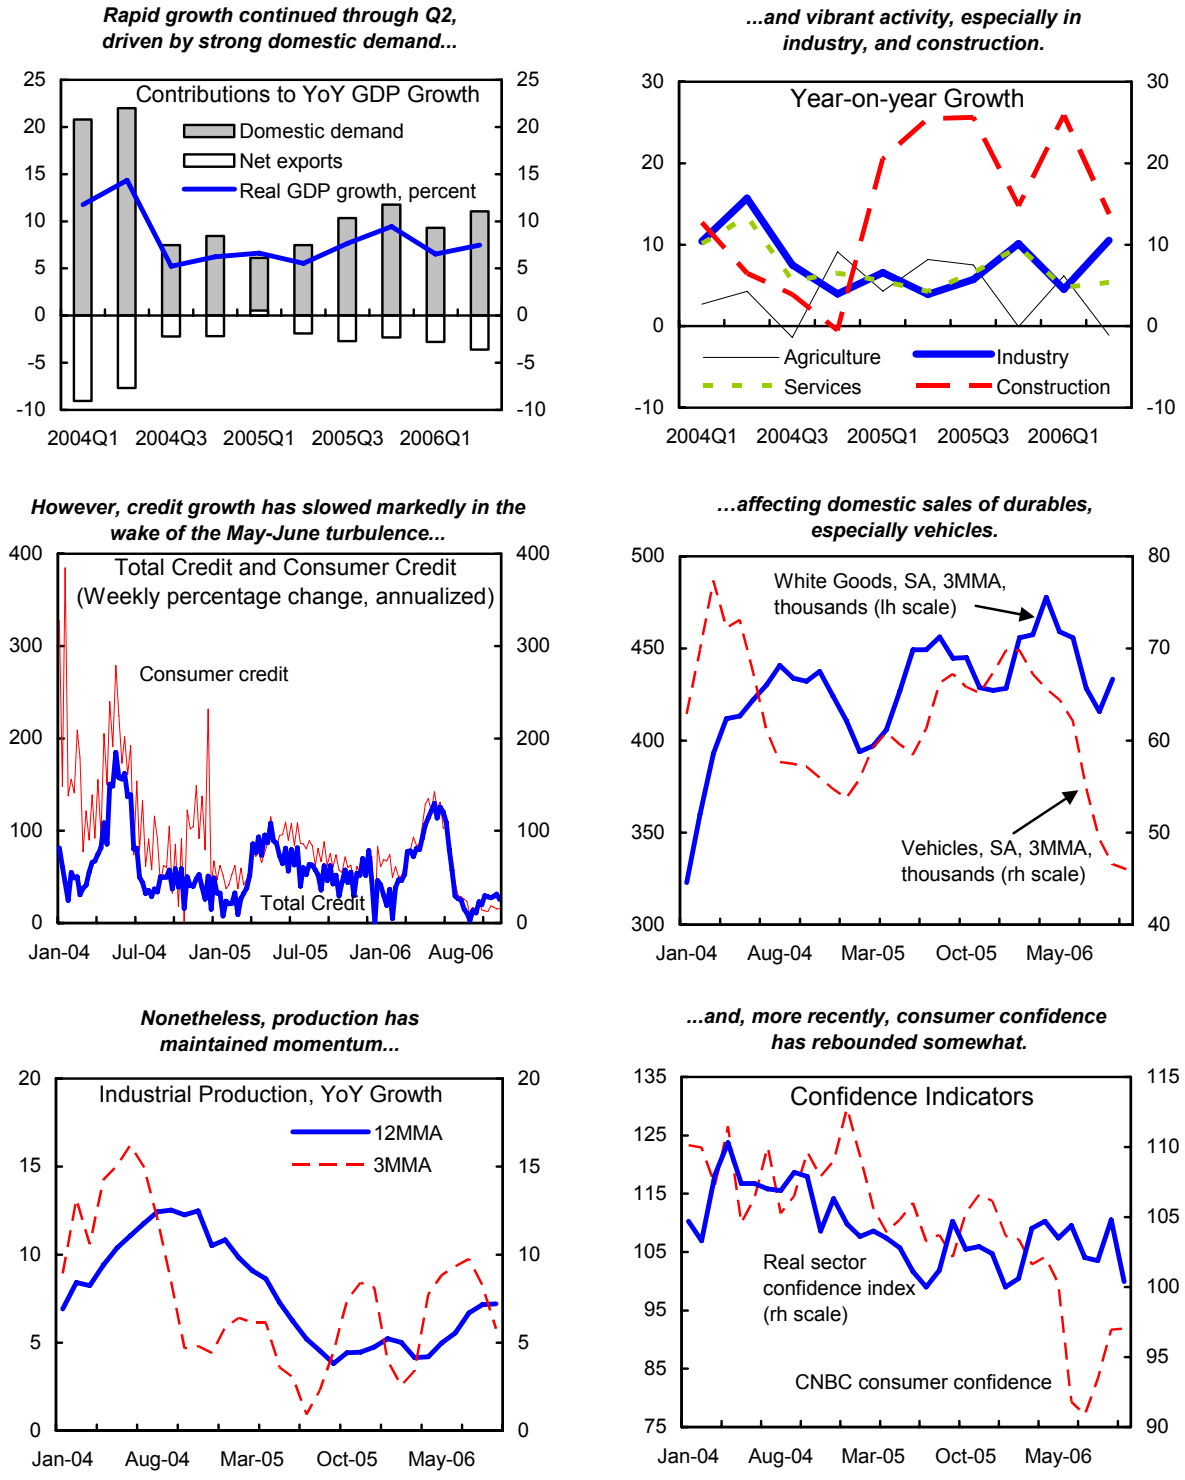 Rapid growth continued through Q2,
driven by strong domestic demand...
25 25
Contributions to YoY GDP Growth
20 20
Domestic demand
Net exports
15 15
Real GDP growth, percent
10 10
5 5
0 0
-5 -5
-10 -10
2004Q1 2004Q3 2005Q1 2005Q3 2006Q1
...and vibrant activity, especially in
industry, and construction.
30 30
Year-on-year Growth
20 20
10 10
0 0
Agriculture Industry
Services Construction
-10 -10
2004Q1 2004Q3 2005Q1 2005Q3 2006Q1
However, credit growth has slowed markedly in the
wake of the May-June turbulence...
400 400
Total Credit and Consumer Credit
(Weekly percentage change, annualized)
300 300
Consumer credit
200 200
100 100
Total Credit
0 0
Jan-04 Jul-04 Jan-05 Jul-05 Jan-06 Aug-06
...affecting domestic sales of durables,
especially vehicles.
500 80
White Goods, SA, 3MMA,
thousands (lh scale)
450 70
400 60
350 50
Vehicles, SA, 3MMA,
thousands (rh scale)
300 40
Jan-04 Aug-04 Mar-05 Oct-05 May-06
Nonetheless, production has
maintained momentum...
20 20
Industrial Production, YoY Growth
12MMA
3MMA
15 15
10 10
5 5
0 0
Jan-04 Aug-04 Mar-05 Oct-05 May-06
...and, more recently, consumer confidence
has rebounded somewhat.
135 115
Confidence Indicators
125 110
115
105 105
Real sector
confidence index
(rh scale)
95 100
85 95
CNBC consumer confidence
75 90
Jan-04 Aug-04 Mar-05 Oct-05 May-06